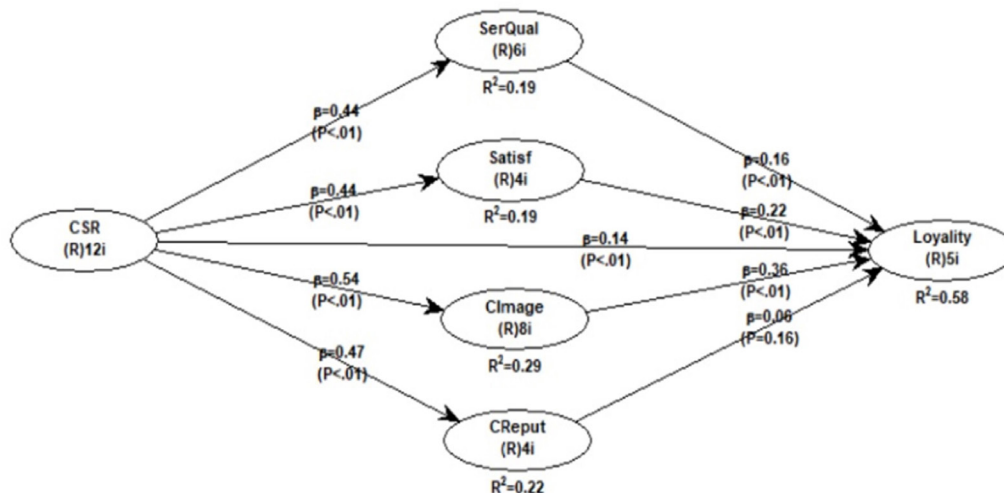 SerQual
(R)6i
R²=0.19
β=0.44
(P<.01)
Satisf
(R)4i
R²=0.19
β=0.16
(P<.01)
β=0.44
(P<.01)
β=0.22
(P<.01)
CSR
(R)12i
β=0.14
(P<.01)
Loyality
(R)5i
R²=0.58
β=0.54
(P<.01)
CImage
(R)8i
R²=0.29
β=0.36
(P<.01)
β=0.06
(P=0.16)
β=0.47
(P<.01)
CReput
(R)4i
R²=0.22